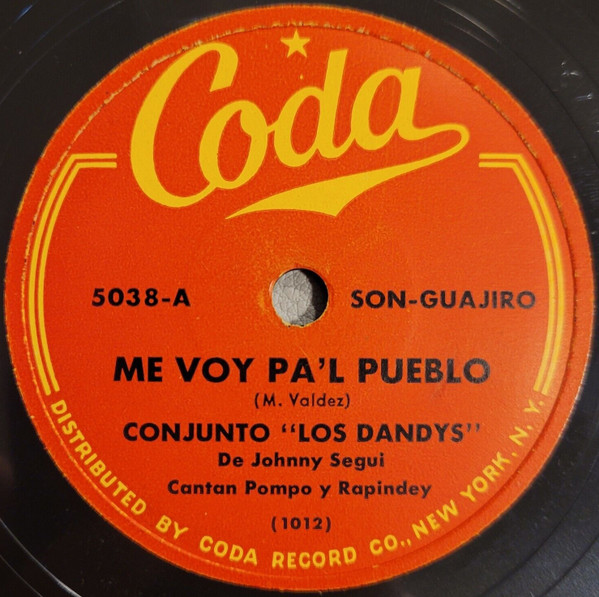 Coda
5038-A
SON-GUAJIRO
ME VOY PA'L PUEBLO
(M. Valdez)
CONJUNTO "LOS DANDYS"
De Johnny Segui
Cantan Pompo y Rapindey
(1012)
DISTRIBUTED BY CODA RECORD CO., NEW YORK, N. Y.